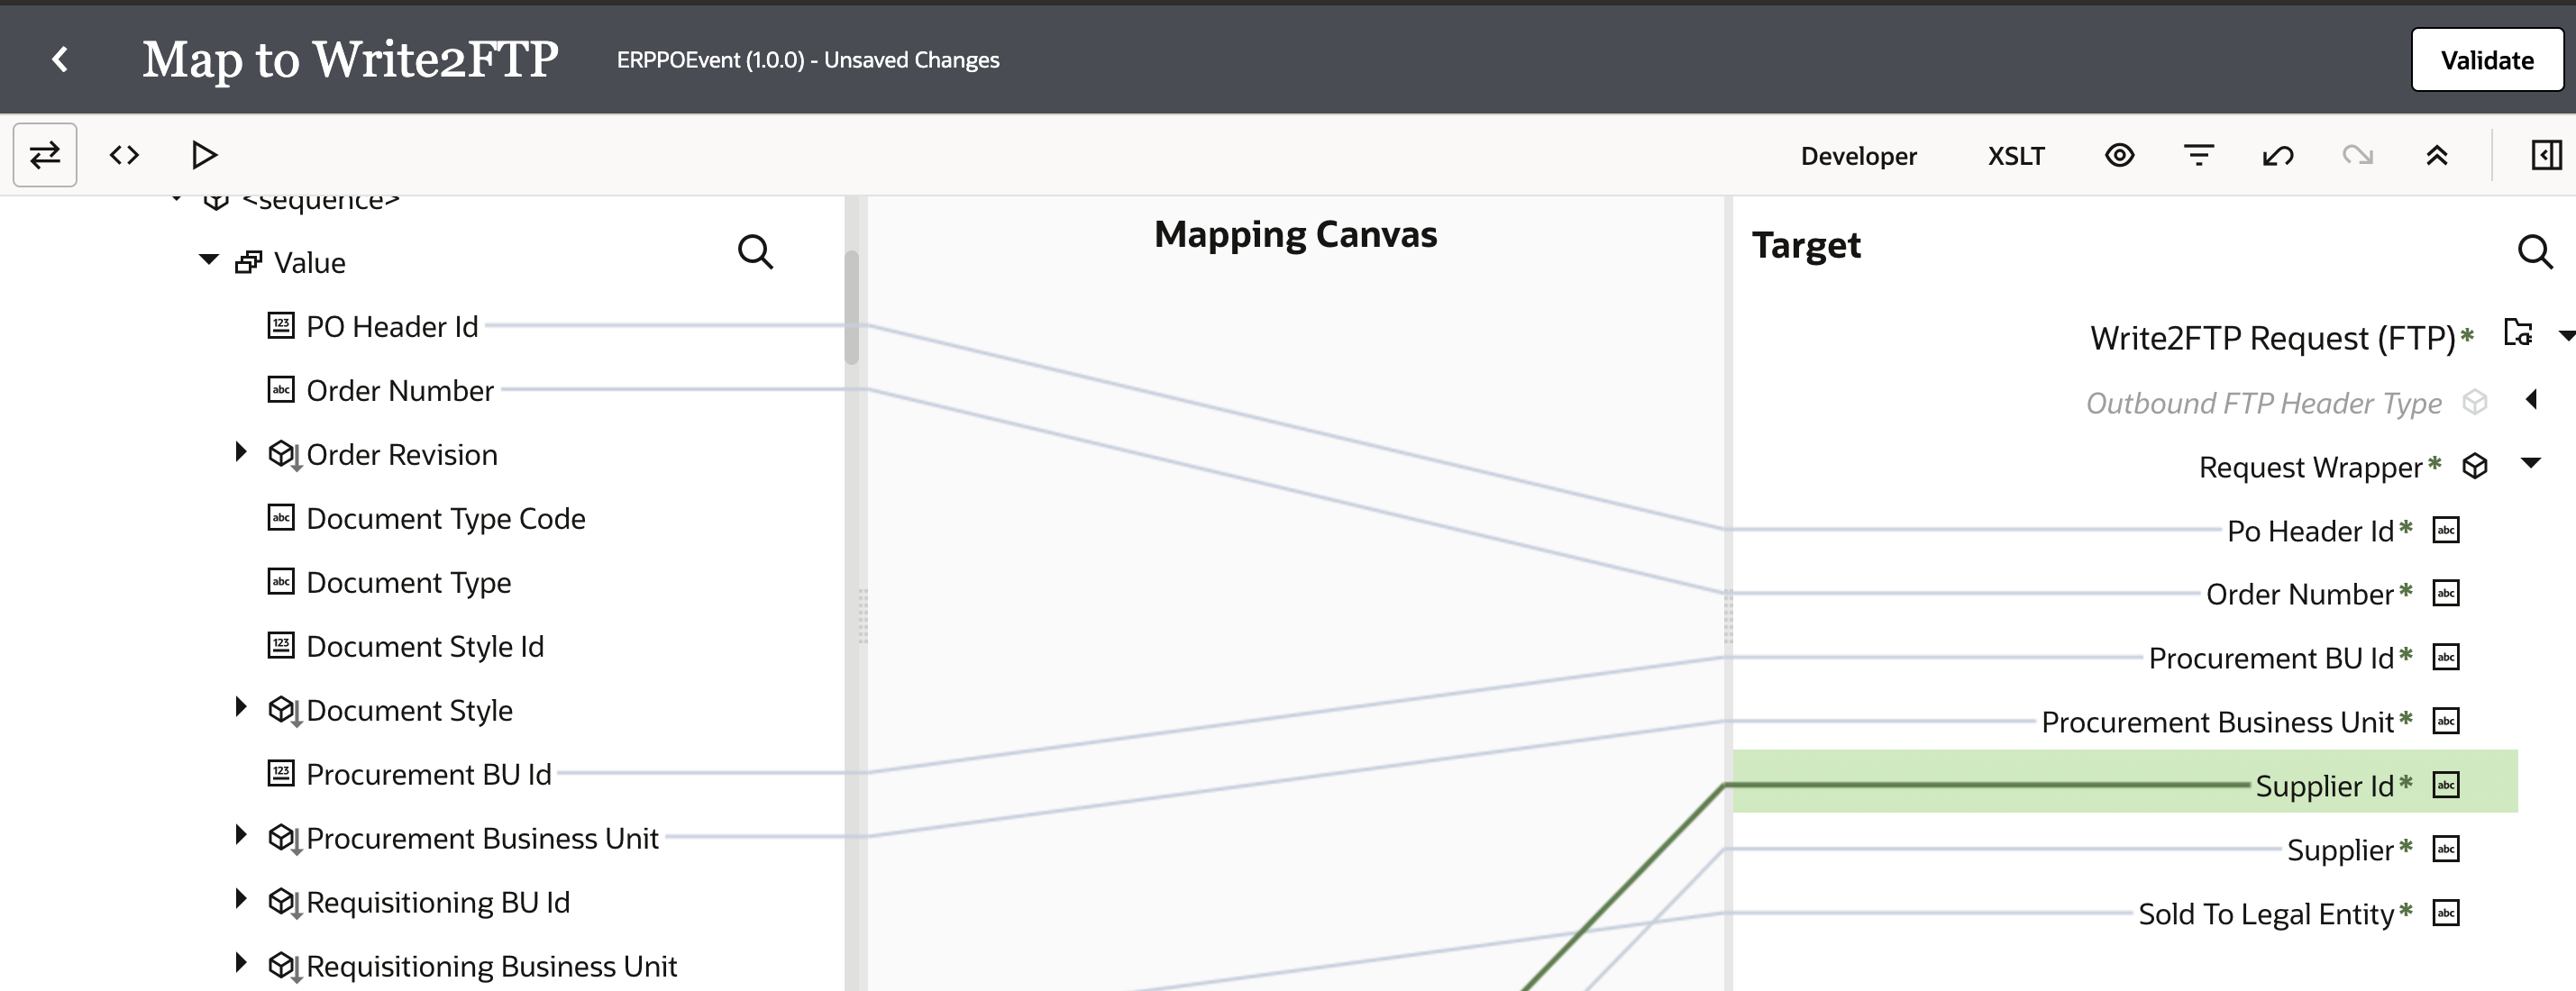 Map to Write2FTP
ERPPOEvent (1.0.0) - Unsaved Changes
Validate
Developer
XSLT
<sequence>
Value
PO Header Id
Order Number
Order Revision
Document Type Code
Document Type
Document Style Id
Document Style
Procurement BU Id
Procurement Business Unit
Requisitioning BU Id
Requisitioning Business Unit
Mapping Canvas
Target
Write2FTP Request (FTP)*
Outbound FTP Header Type
Request Wrapper*
Po Header Id*
Order Number*
Procurement BU Id*
Procurement Business Unit*
Supplier Id*
Supplier*
Sold To Legal Entity*